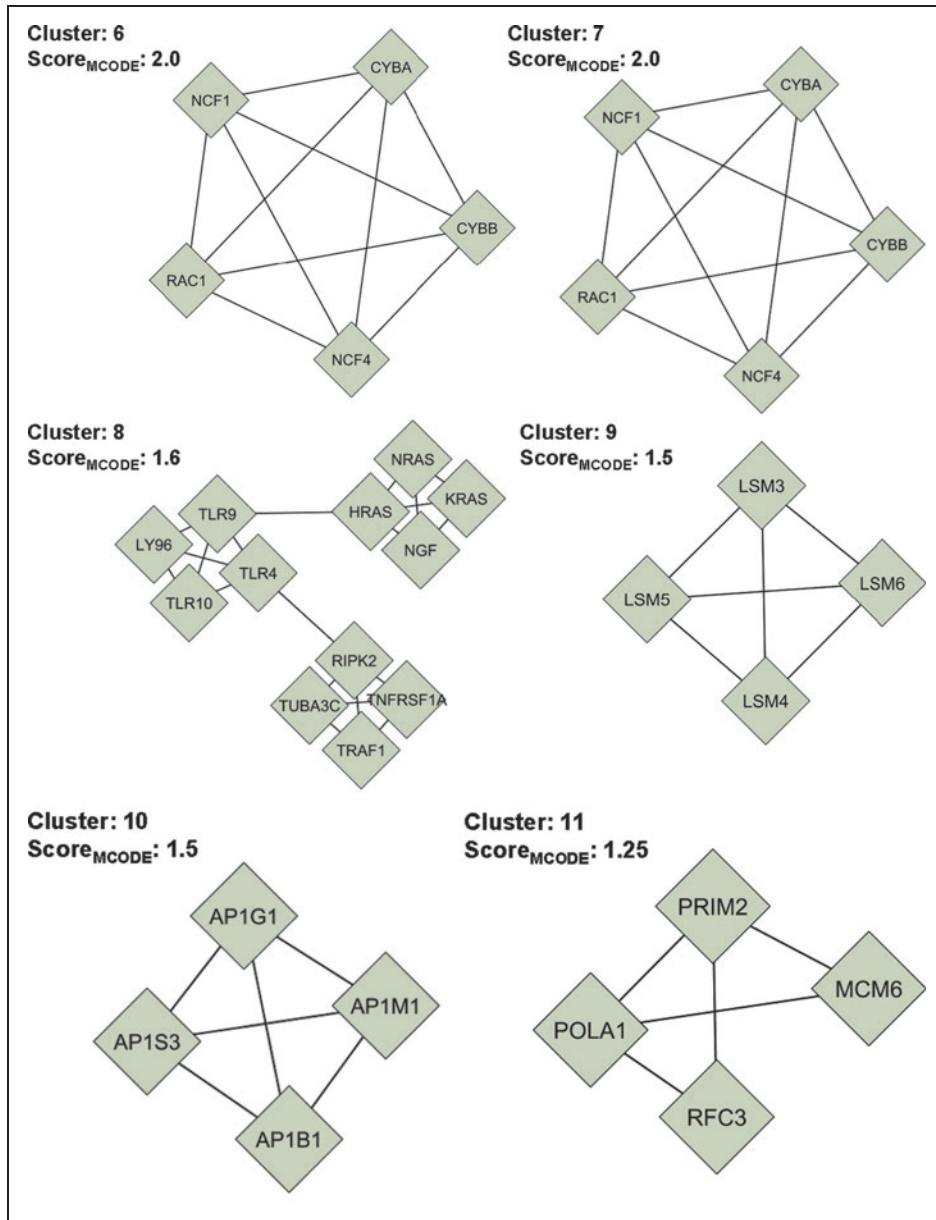 Cluster: 6
ScoreMCODE: 2.0
CYBA
NCF1
CYBB
RAC1
NCF4
Cluster: 7
ScoreMCODE: 2.0
CYBA
NCF1
CYBB
RAC1
NCF4
Cluster: 8
ScoreMCODE: 1.6
NRAS
TLR9
HRAS
KRAS
LY96
NGF
TLR4
TLR10
RIPK2
TUBA3C
TNFRSF1A
TRAF1
Cluster: 9
ScoreMCODE: 1.5
LSM3
LSM6
LSM5
LSM4
Cluster: 10
ScoreMCODE: 1.5
AP1G1
AP1M1
AP1S3
AP1B1
Cluster: 11
ScoreMCODE: 1.25
PRIM2
MCM6
POLA1
RFC3